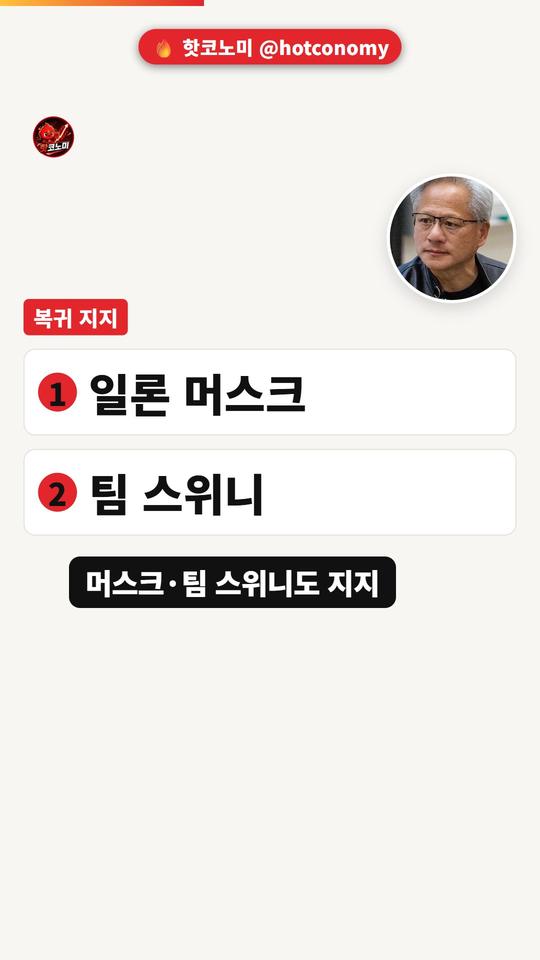 🔥 핫코노미 @hotconomy
핫코노미
복귀 지지
1 일론 머스크
2 팀 스위니
머스크·팀 스위니도 지지